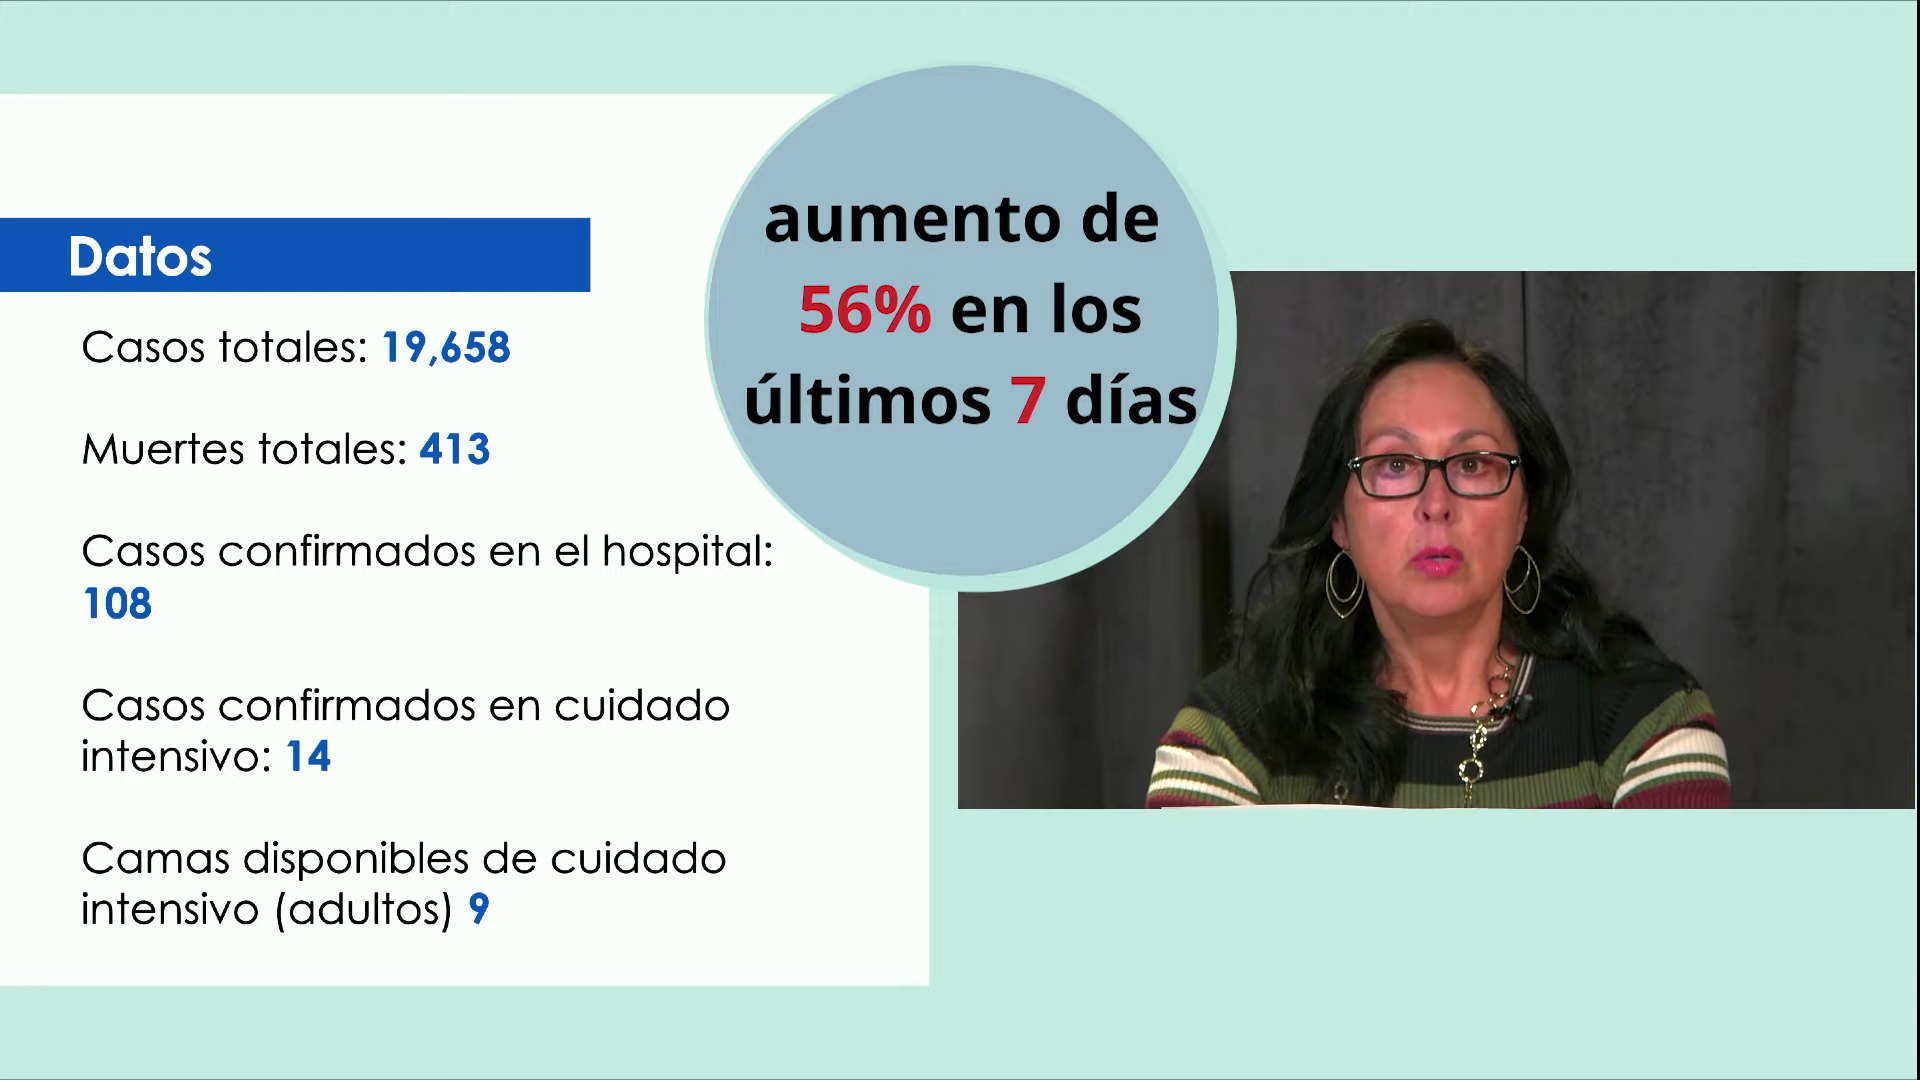 Datos
Casos totales: 19,658
Muertes totales: 413
Casos confirmados en el hospital:
108
Casos confirmados en cuidado
intensivo: 14
Camas disponibles de cuidado
intensivo (adultos) 9
aumento de
56% en los
últimos 7 días